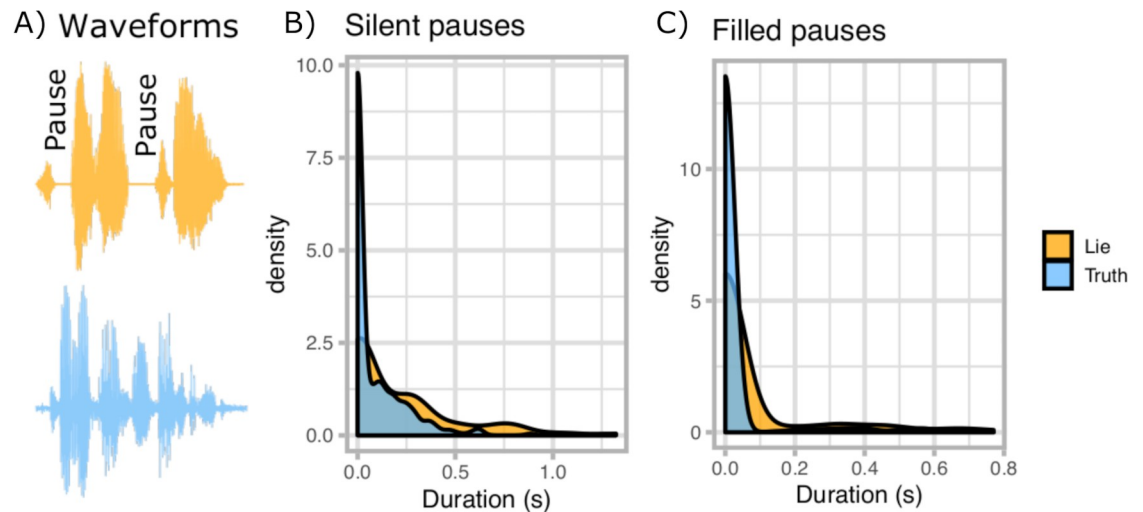 A) Waveforms
Pause
Pause
B) Silent pauses
10.0
7.5
5.0
2.5
0.0
density
0.0
0.5
1.0
Duration (s)
C) Filled pauses
10
5
0
density
0.0
0.2
0.4
0.6
0.8
Duration (s)
Lie
Truth